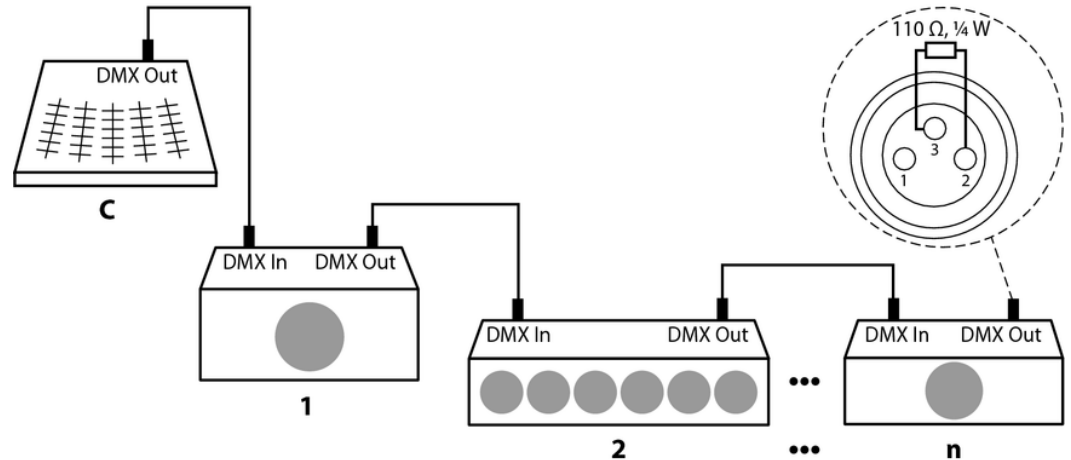 110 Ω, ¼ W
DMX Out
3
1
2
C
DMX In
DMX Out
1
DMX In
DMX Out
2
•••
•••
DMX In
DMX Out
n